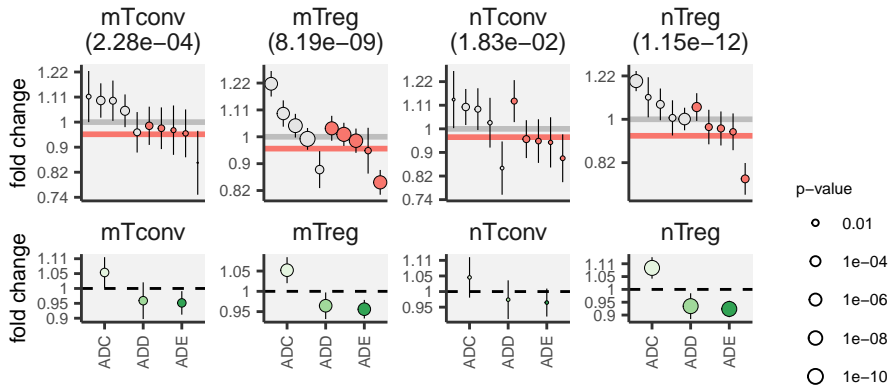 mTconv
(2.28e−04)
mTreg
(8.19e−09)
nTconv
(1.83e−02)
nTreg
(1.15e−12)
fold change
1.22
1.11
1
0.9
0.82
0.74
1.22
1.11
1
0.9
0.82
1.22
1.11
1
0.9
0.82
0.74
1.22
1
0.82
mTconv
mTreg
nTconv
nTreg
fold change
1.11
1.05
1
0.95
0.9
1.05
1
0.95
1.11
1.05
1
0.95
0.9
1.11
1.05
1
0.95
0.9
ADC
ADD
ADE
ADC
ADD
ADE
ADC
ADD
ADE
ADC
ADD
ADE
p−value
0.01
1e−04
1e−06
1e−08
1e−10